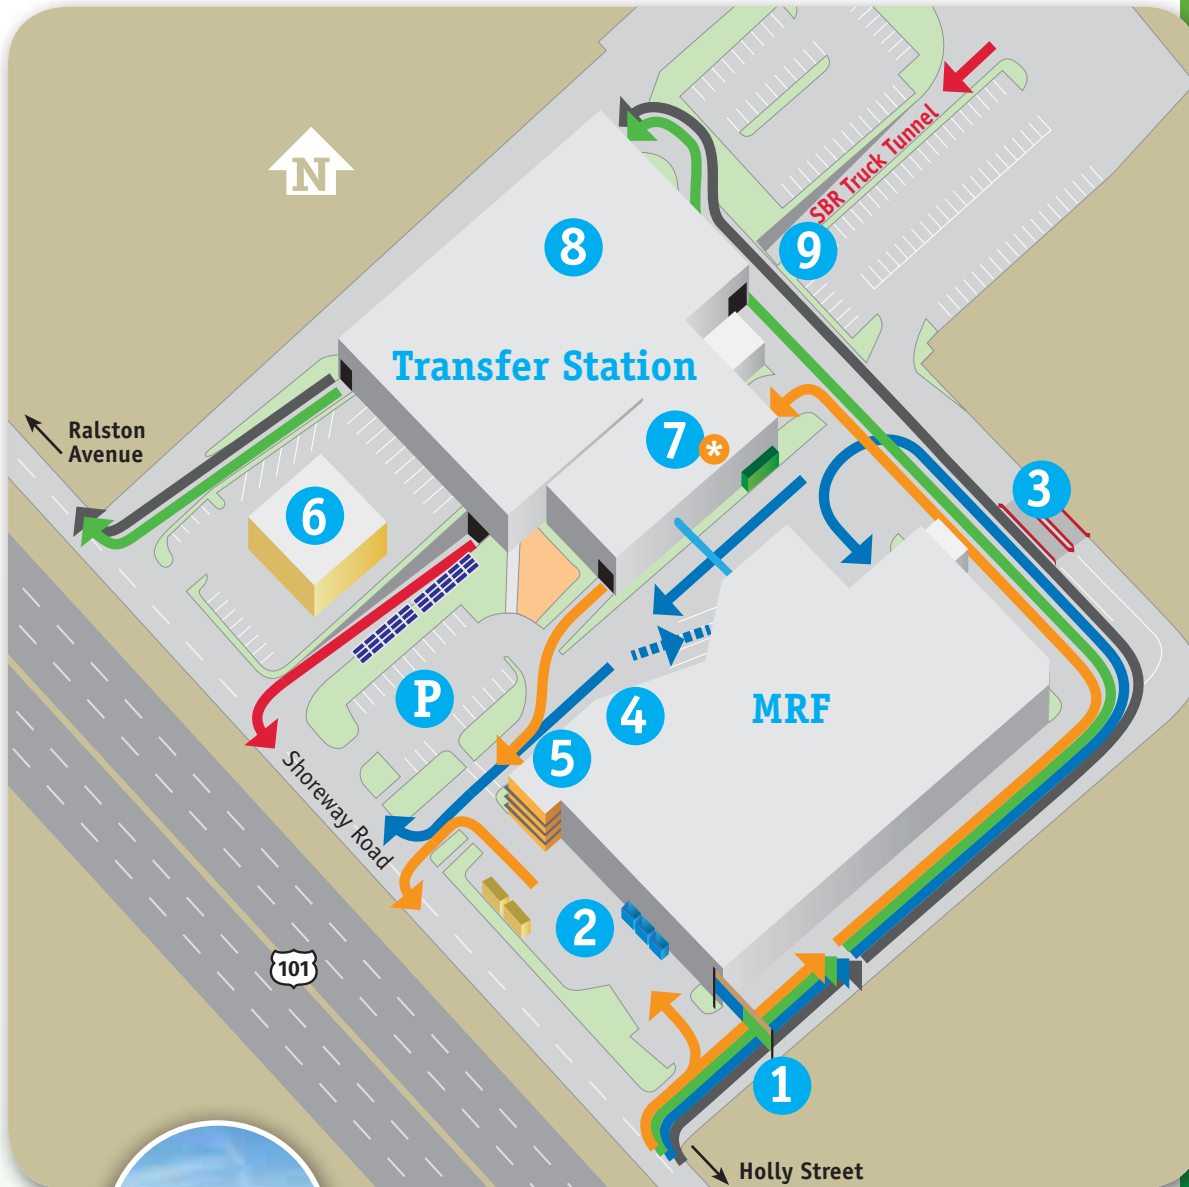 N
SBR Truck Tunnel
8
9
Transfer Station
Ralston
Avenue
7
*
3
6
P
4
MRF
5
Shoreway Road
2
101
1
Holly Street